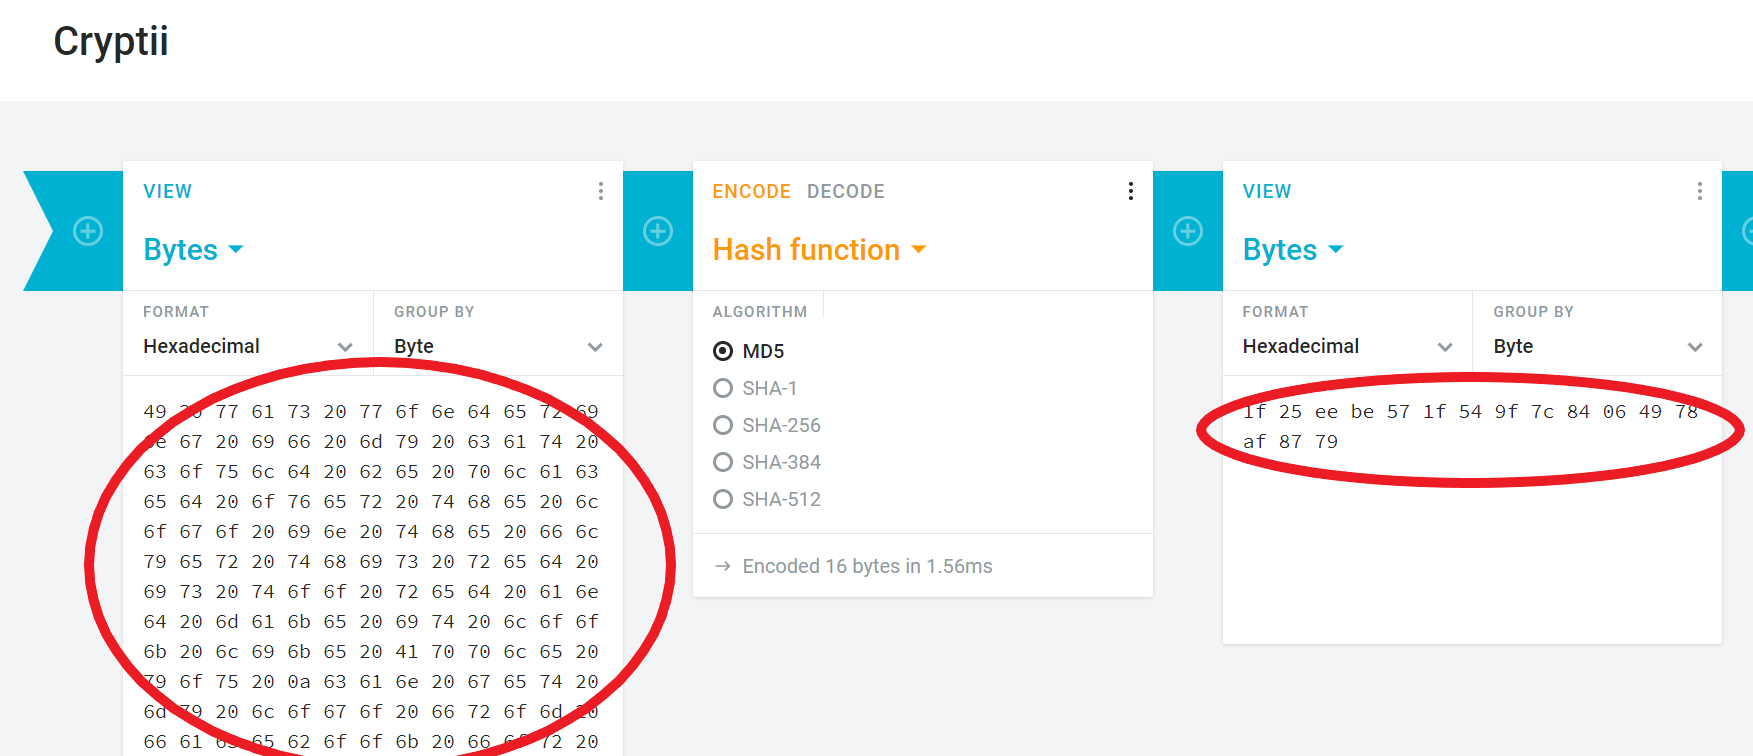 Cryptii
VIEW
Bytes
FORMAT
Hexadecimal
GROUP BY
Byte
49 20 77 61 73 20 77 6f 6e 64 65 72 69
6e 67 20 69 66 20 6d 79 20 63 61 74 20
63 6f 75 6c 64 20 62 65 20 70 6c 61 63
65 64 20 6f 76 65 72 20 74 68 65 20 6c
6f 67 6f 20 69 6e 20 74 68 65 20 66 6c
79 65 72 20 74 68 69 73 20 72 65 64 20
69 73 20 74 6f 6f 20 72 65 64 20 61 6e
64 20 6d 61 6b 65 20 69 74 20 6c 6f 6f
6b 20 6c 69 6b 65 20 41 70 70 6c 65 20
79 6f 75 20 0a 63 61 6e 20 67 65 74 20
6d 79 20 6c 6f 67 6f 20 66 72 6f 6d 20
66 61 63 65 62 6f 6f 6b 20 66 6f 72 20
ENCODE DECODE
Hash function
ALGORITHM
MD5
SHA-1
SHA-256
SHA-384
SHA-512
→ Encoded 16 bytes in 1.56ms
VIEW
Bytes
FORMAT
Hexadecimal
GROUP BY
Byte
1f 25 ee be 57 1f 54 9f 7c 84 06 49 78
af 87 79